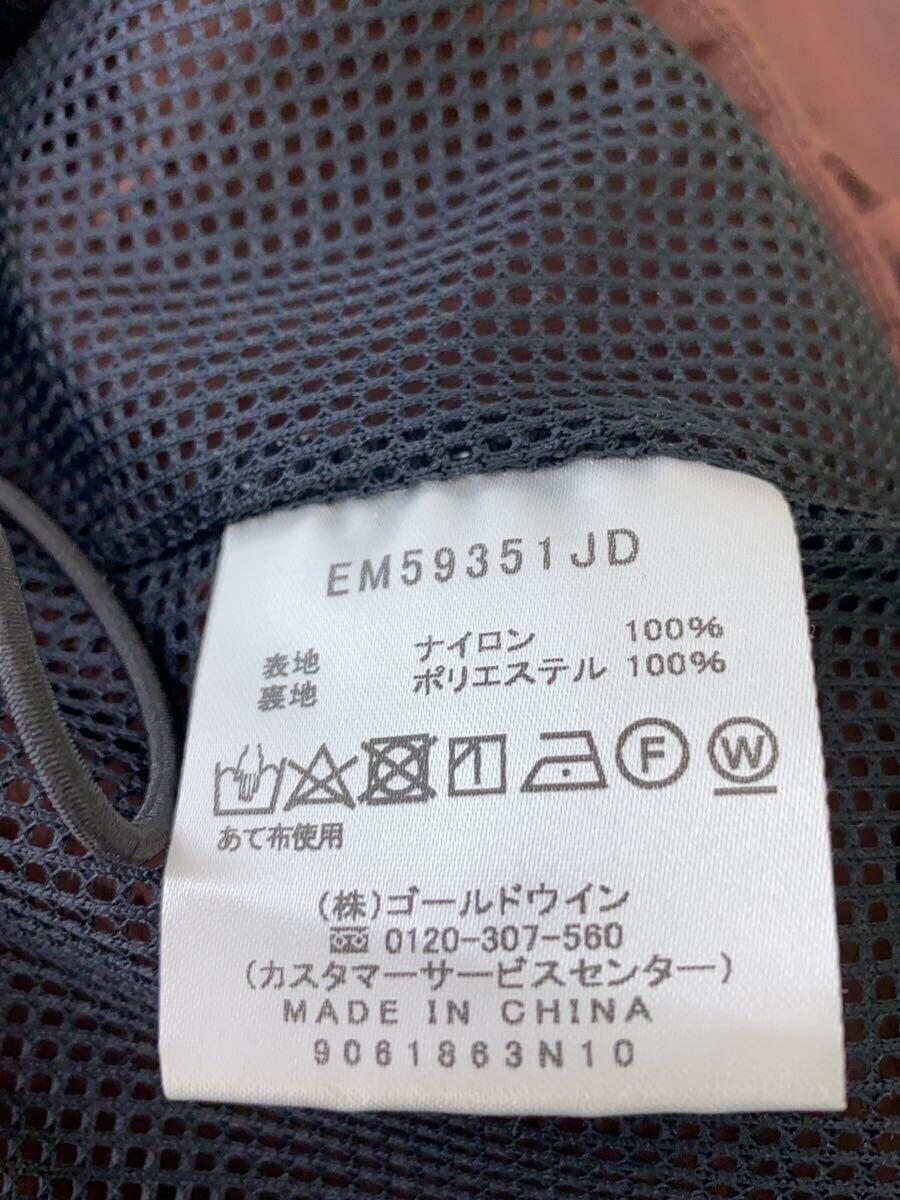 EM59351JD
表地 ナイロン 100%
裏地 ポリエステル 100%
F W
あて布使用
(株)ゴールドウイン
0120-307-560
(カスタマーサービスセンター)
MADE IN CHINA
9061863N10